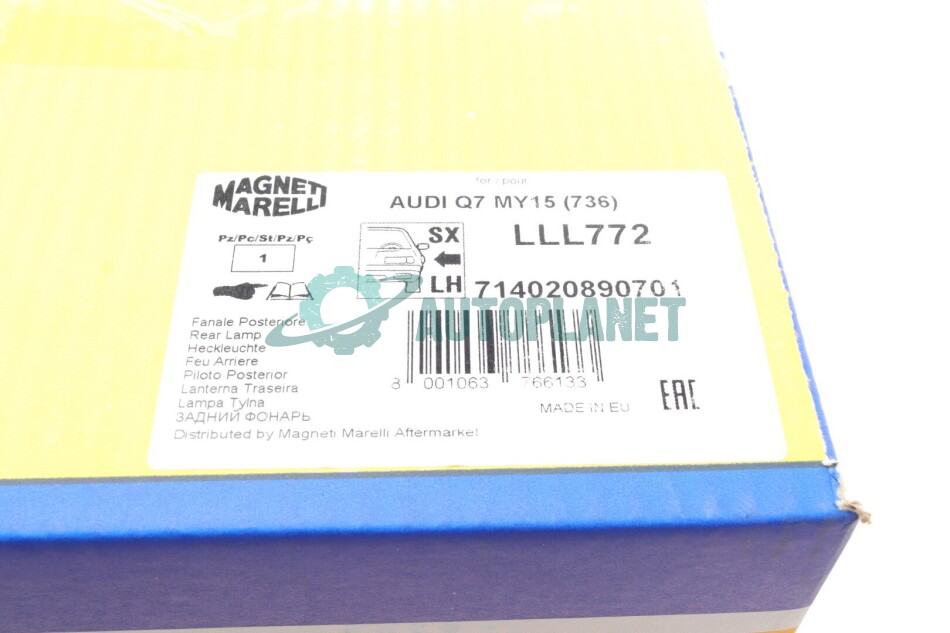 for / pour
MAGNETI
MARELLI
AUDI Q7 MY15 (736)
Pz/Pc/St/Pz/Pç
1
SX
LH
LLL772
714020890701
AUTOPLANET
Fanale Posteriore
Rear Lamp
Heckleuchte
Feu Arriere
Piloto Posterior
Lanterna Traseira
Lampa Tylna
ЗАДНИЙ ФОНАРЬ
8 001063 766133
MADE IN EU
EAC
Distributed by Magneti Marelli Aftermarket